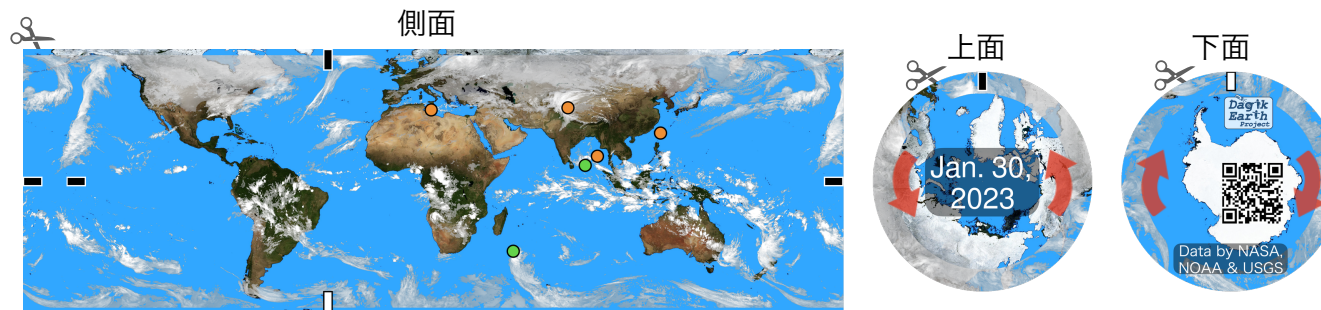 側面
上面
下面
Jan. 30,
2023
Dagik
Earth
Project
Data by NASA,
NOAA & USGS